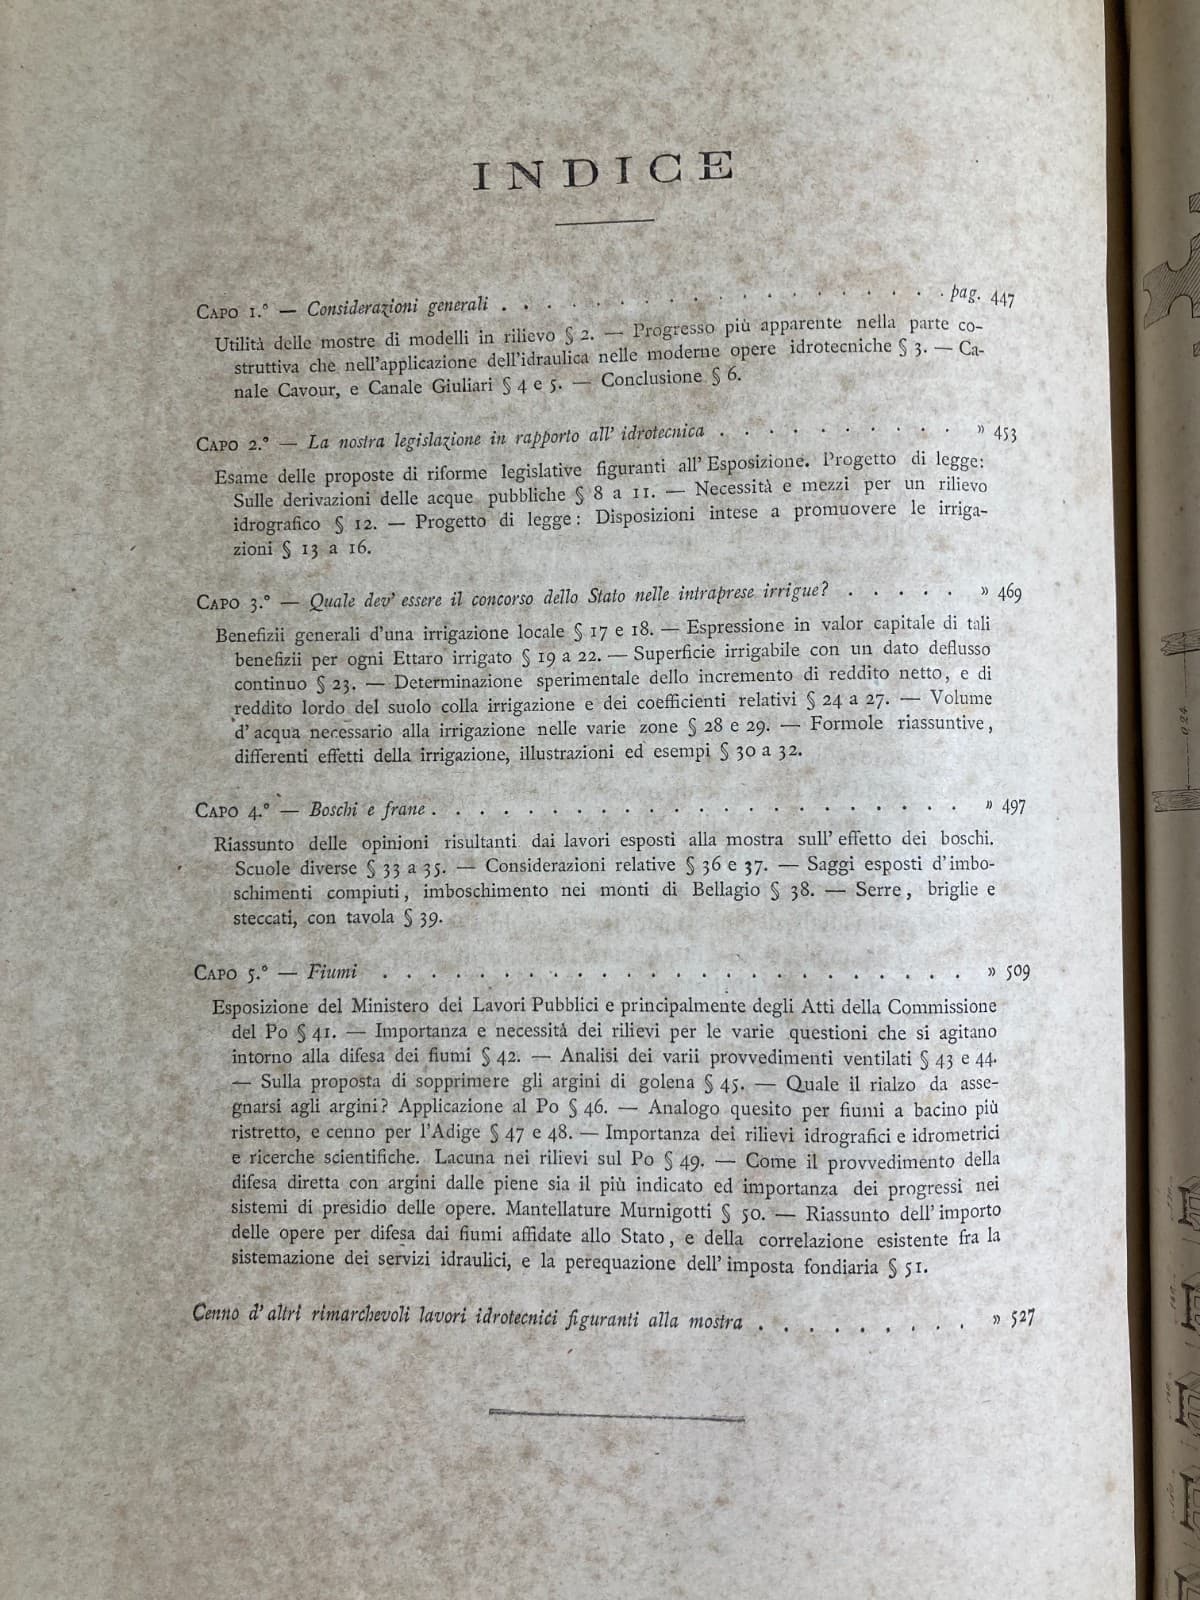 INDICE
Capo 1.° — Considerazioni generali . . . . . . . . . . . . . . . . . . . pag. 447
Utilità delle mostre di modelli in rilievo § 2. — Progresso più apparente nella parte co-
struttiva che nell'applicazione dell'idraulica nelle moderne opere idrotecniche § 3. — Ca-
nale Cavour, e Canale Giuliari § 4 e 5. — Conclusione § 6.
Capo 2.° — La nostra legislazione in rapporto all' idrotecnica . . . . . . . . . . » 453
Esame delle proposte di riforme legislative figuranti all' Esposizione. Progetto di legge:
Sulle derivazioni delle acque pubbliche § 8 a 11. — Necessità e mezzi per un rilievo
idrografico § 12. — Progetto di legge: Disposizioni intese a promuovere le irriga-
zioni § 13 a 16.
Capo 3.° — Quale dev' essere il concorso dello Stato nelle intraprese irrigue? . . . . . » 469
Benefizii generali d'una irrigazione locale § 17 e 18. — Espressione in valor capitale di tali
benefizii per ogni Ettaro irrigato § 19 a 22. — Superficie irrigabile con un dato deflusso
continuo § 23. — Determinazione sperimentale dello incremento di reddito netto, e di
reddito lordo del suolo colla irrigazione e dei coefficienti relativi § 24 a 27. — Volume
d' acqua necessario alla irrigazione nelle varie zone § 28 e 29. — Formole riassuntive,
differenti effetti della irrigazione, illustrazioni ed esempi § 30 a 32.
Capo 4.° — Boschi e frane . . . . . . . . . . . . . . . . . . . . . . » 497
Riassunto delle opinioni risultanti dai lavori esposti alla mostra sull' effetto dei boschi.
Scuole diverse § 33 a 35. — Considerazioni relative § 36 e 37. — Saggi esposti d'imbo-
schimenti compiuti, imboschimento nei monti di Bellagio § 38. — Serre, briglie e
steccati, con tavola § 39.
Capo 5.° — Fiumi . . . . . . . . . . . . . . . . . . . . . . . . » 509
Esposizione del Ministero dei Lavori Pubblici e principalmente degli Atti della Commissione
del Po § 41. — Importanza e necessità dei rilievi per le varie questioni che si agitano
intorno alla difesa dei fiumi § 42. — Analisi dei varii provvedimenti ventilati § 43 e 44.
— Sulla proposta di sopprimere gli argini di golena § 45. — Quale il rialzo da asse-
gnarsi agli argini? Applicazione al Po § 46. — Analogo quesito per fiumi a bacino più
ristretto, e cenno per l'Adige § 47 e 48. — Importanza dei rilievi idrografici e idrometrici
e ricerche scientifiche. Lacuna nei rilievi sul Po § 49. — Come il provvedimento della
difesa diretta con argini dalle piene sia il più indicato ed importanza dei progressi nei
sistemi di presidio delle opere. Mantellature Murnigotti § 50. — Riassunto dell' importo
delle opere per difesa dai fiumi affidate allo Stato, e della correlazione esistente fra la
sistemazione dei servizi idraulici, e la perequazione dell' imposta fondiaria § 51.
Cenno d' altri rimarchevoli lavori idrotecnici figuranti alla mostra . . . . . . . . . » 527